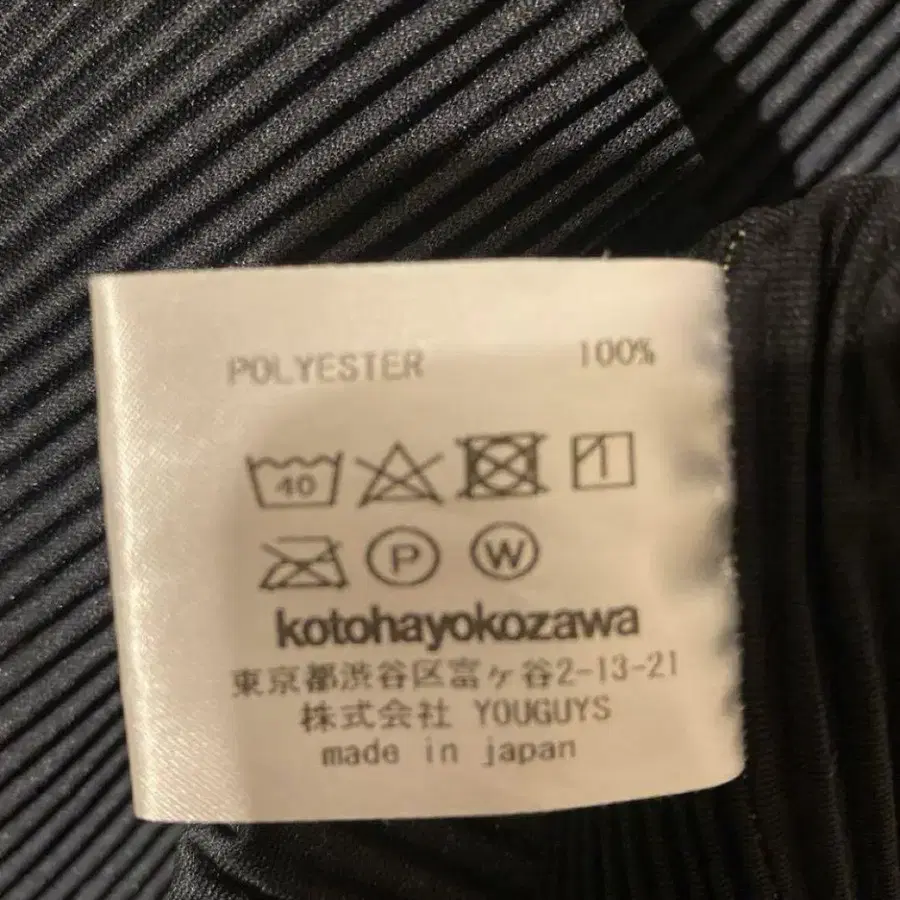 POLYESTER 100%
40
P W
kotohayokozawa
東京都渋谷区富ヶ谷2-13-21
株式会社 YOUGUYS
made in japan